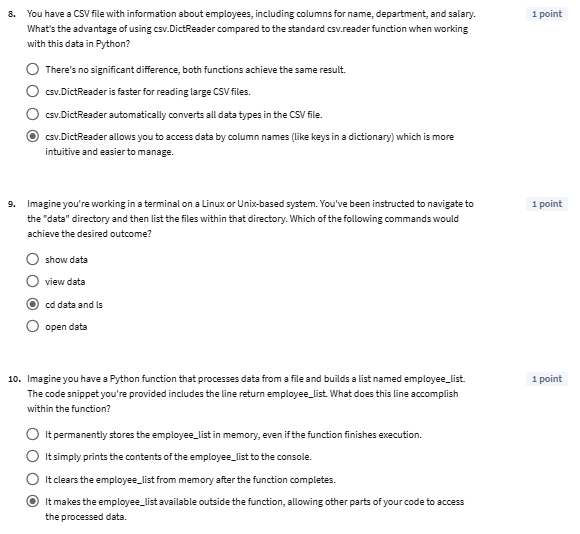 8. You have a CSV file with information about employees, including columns for name, department, and salary. 1 point
What's the advantage of using csv.DictReader compared to the standard csv.reader function when working
with this data in Python?
There's no significant difference, both functions achieve the same result.
csv.DictReader is faster for reading large CSV files.
csv.DictReader automatically converts all data types in the CSV file.
csv.DictReader allows you to access data by column names (like keys in a dictionary) which is more
intuitive and easier to manage.
9. Imagine you're working in a terminal on a Linux or Unix-based system. You've been instructed to navigate to 1 point
the "data" directory and then list the files within that directory. Which of the following commands would
achieve the desired outcome?
show data
view data
cd data and ls
open data
10. Imagine you have a Python function that processes data from a file and builds a list named employee_list. 1 point
The code snippet you're provided includes the line return employee_list. What does this line accomplish
within the function?
It permanently stores the employee_list in memory, even if the function finishes execution.
It simply prints the contents of the employee_list to the console.
It clears the employee_list from memory after the function completes.
It makes the employee_list available outside the function, allowing other parts of your code to access
the processed data.